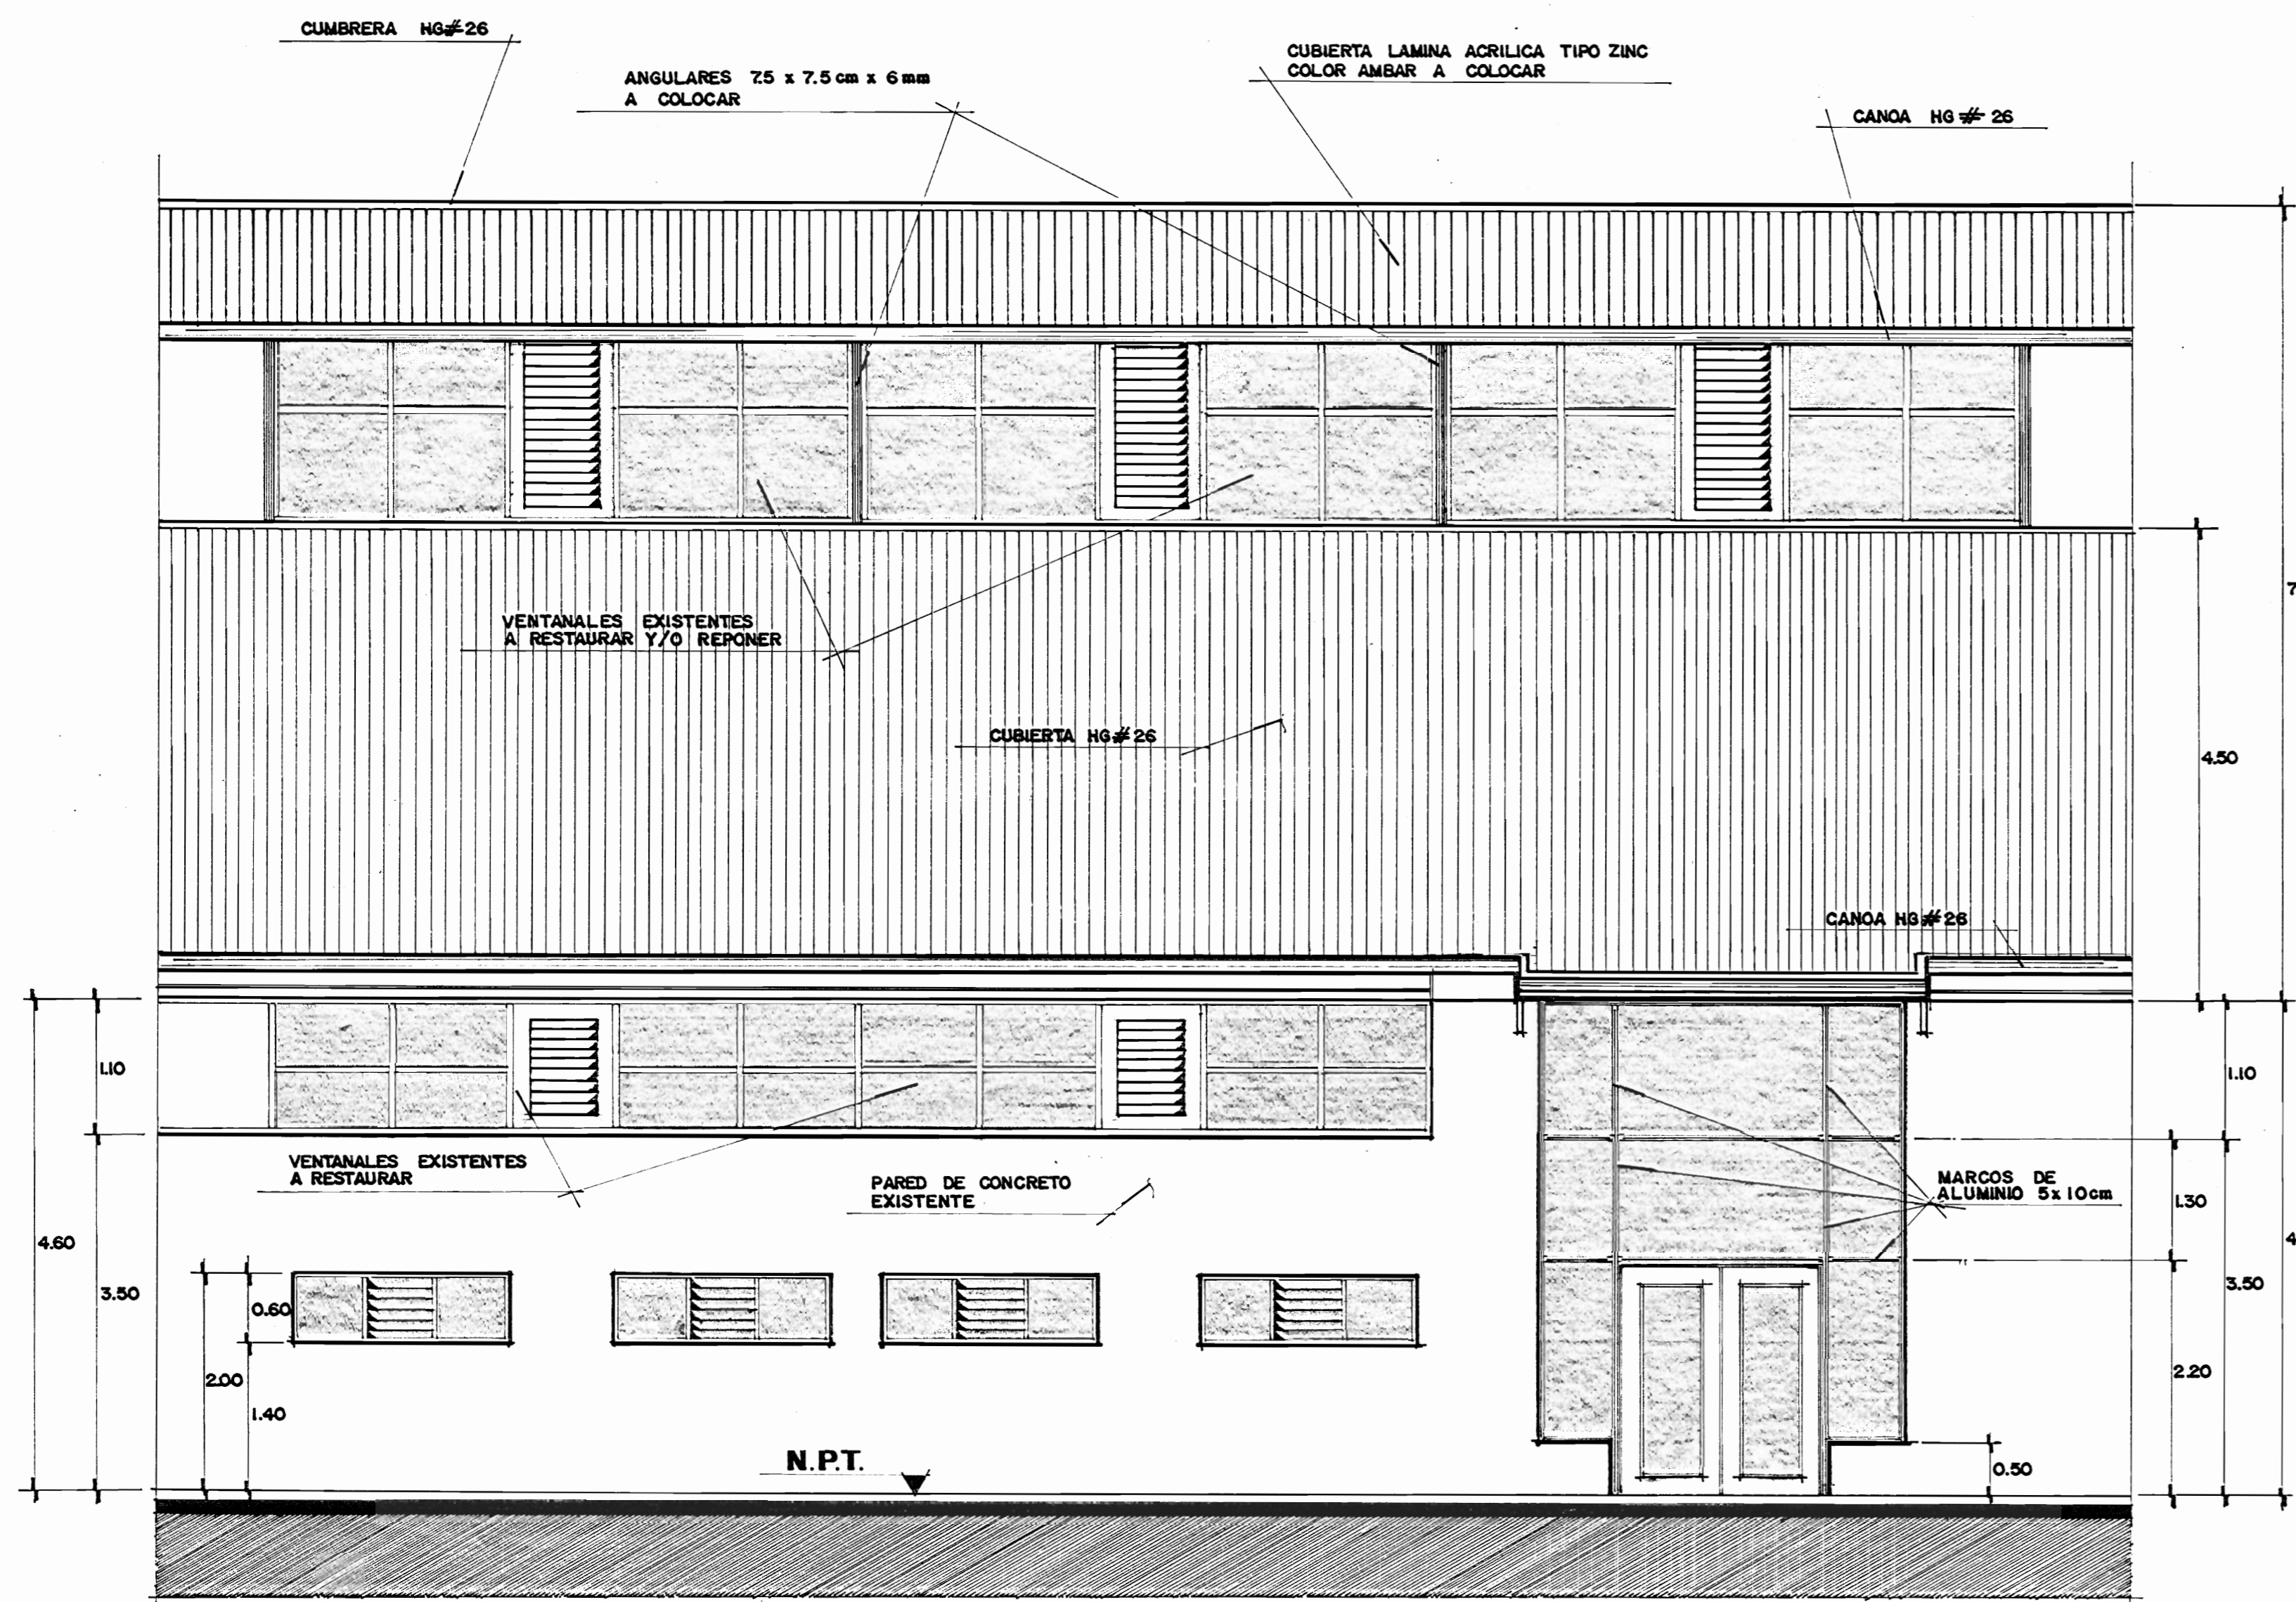 CUMBRERA HG#26
ANGULARES 7.5 x 7.5 cm x 6 mm
A COLOCAR
CUBIERTA LAMINA ACRILICA TIPO ZINC
COLOR AMBAR A COLOCAR
CANOA HG # 26
VENTANALES EXISTENTES
A RESTAURAR Y/O REPONER
CUBIERTA HG#26
4.50
CANOA HG#26
1.10
1.10
VENTANALES EXISTENTES
A RESTAURAR
PARED DE CONCRETO
EXISTENTE
MARCOS DE
ALUMINIO 5x10cm
1.30
4.60
3.50
0.60
3.50
2.00
1.40
2.20
N.P.T.
0.50